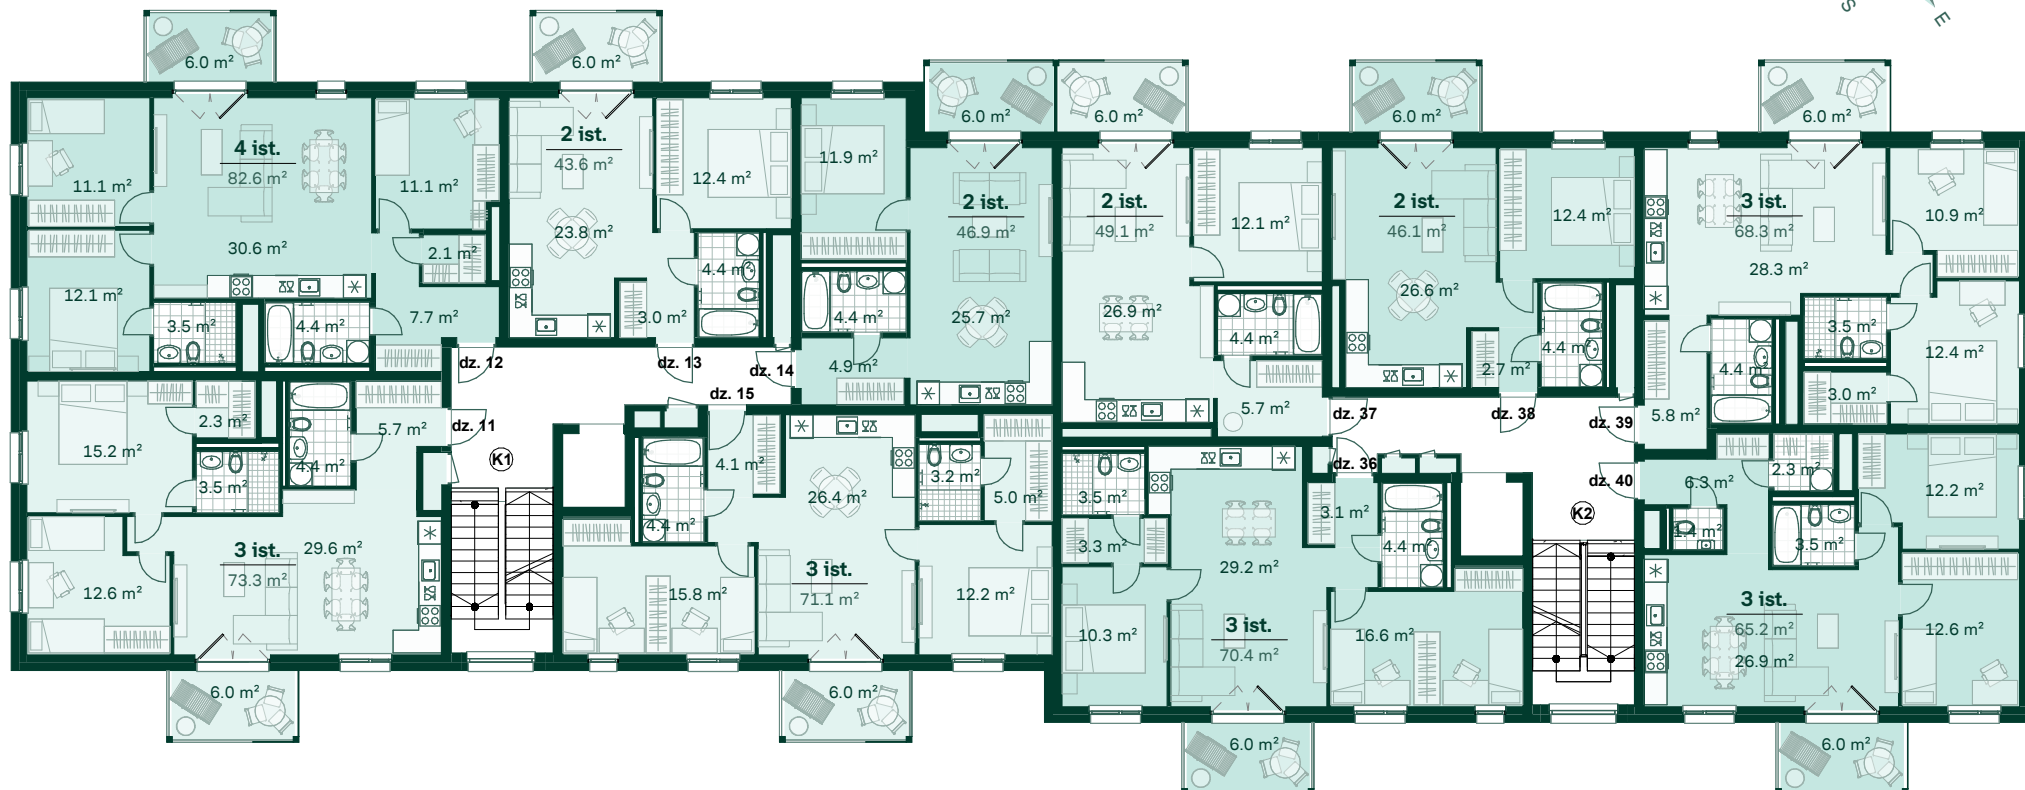 S
E
6.0 m²
6.0 m²
6.0 m²
6.0 m²
6.0 m²
6.0 m²
4 ist.
82.6 m²
11.1 m²
11.1 m²
30.6 m²
2.1 m²
12.1 m²
3.5 m²
4.4 m²
7.7 m²
dz. 12
2 ist.
43.6 m²
12.4 m²
23.8 m²
4.4 m²
3.0 m²
dz. 13
11.9 m²
2 ist.
46.9 m²
4.4 m²
25.7 m²
4.9 m²
dz. 14
dz. 15
2 ist.
49.1 m²
12.1 m²
26.9 m²
4.4 m²
5.7 m²
dz. 37
2 ist.
46.1 m²
12.4 m²
26.6 m²
4.4 m²
2.7 m²
dz. 38
3 ist.
68.3 m²
10.9 m²
28.3 m²
3.5 m²
12.4 m²
4.4 m²
3.0 m²
5.8 m²
dz. 39
15.2 m²
2.3 m²
5.7 m²
dz. 11
4.4 m²
3.5 m²
K1
3 ist.
73.3 m²
29.6 m²
12.6 m²
4.1 m²
26.4 m²
3.2 m²
5.0 m²
4.4 m²
15.8 m²
3 ist.
71.1 m²
12.2 m²
dz. 36
3.5 m²
3.1 m²
3.3 m²
29.2 m²
4.4 m²
10.3 m²
3 ist.
70.4 m²
16.6 m²
K2
dz. 40
6.3 m²
2.3 m²
12.2 m²
1.4 m²
3.5 m²
3 ist.
65.2 m²
26.9 m²
12.6 m²
6.0 m²
6.0 m²
6.0 m²
6.0 m²